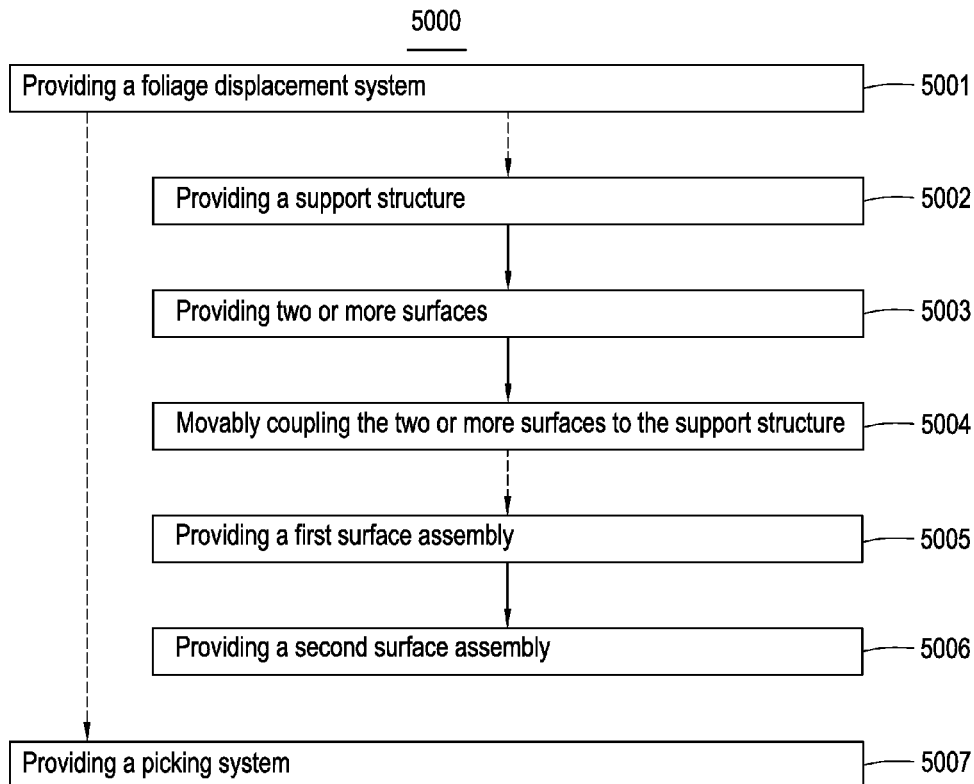 5000
Providing a foliage displacement system 5001
Providing a support structure 5002
Providing two or more surfaces 5003
Movably coupling the two or more surfaces to the support structure 5004
Providing a first surface assembly 5005
Providing a second surface assembly 5006
Providing a picking system 5007